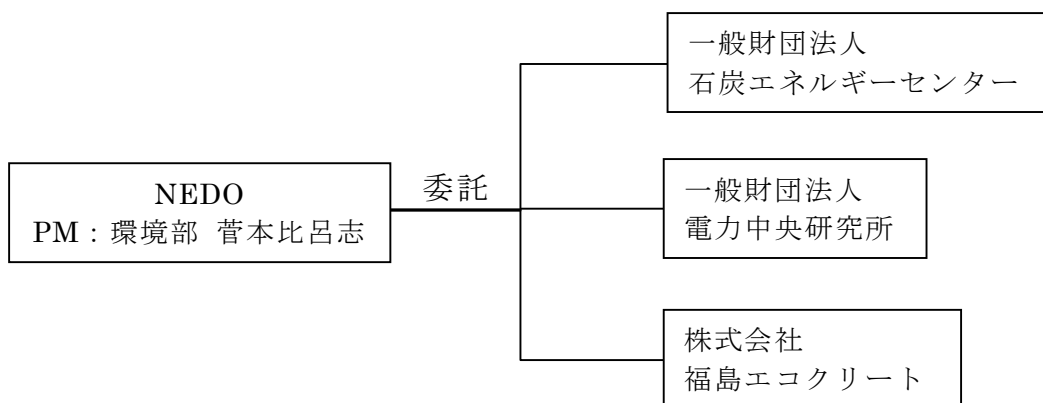 一般財団法人
石炭エネルギーセンター
NEDO
PM：環境部 菅本比呂志
委託
一般財団法人
電力中央研究所
株式会社
福島エコクリート